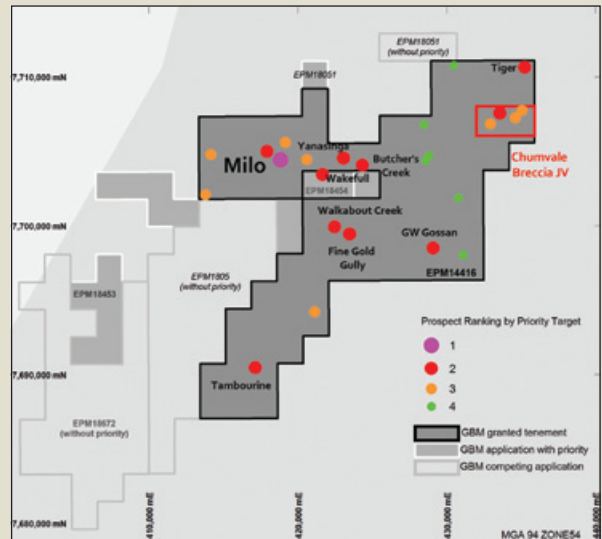 EPM18051
(without priority)
7,710,000 mN
EPM18051
Tiger
Yanasinga
Milo
Butcher's
Creek
Chumvale
Breccia JV
Wakefull
EPM18454
7,700,000 mN
Walkabout Creek
GW Gossan
Fine Gold
Gully
EPM14416
EPM1805
(without priority)
EPM18453
Prospect Ranking by Priority Target
1
2
3
4
7,690,000 mN
Tambourine
EPM18672
(without priority)
GBM granted tenement
GBM application with priority
GBM competing application
7,680,000 mN
410,000 mE
420,000 mE
430,000 mE
440,000 mE
MGA 94 ZONE54